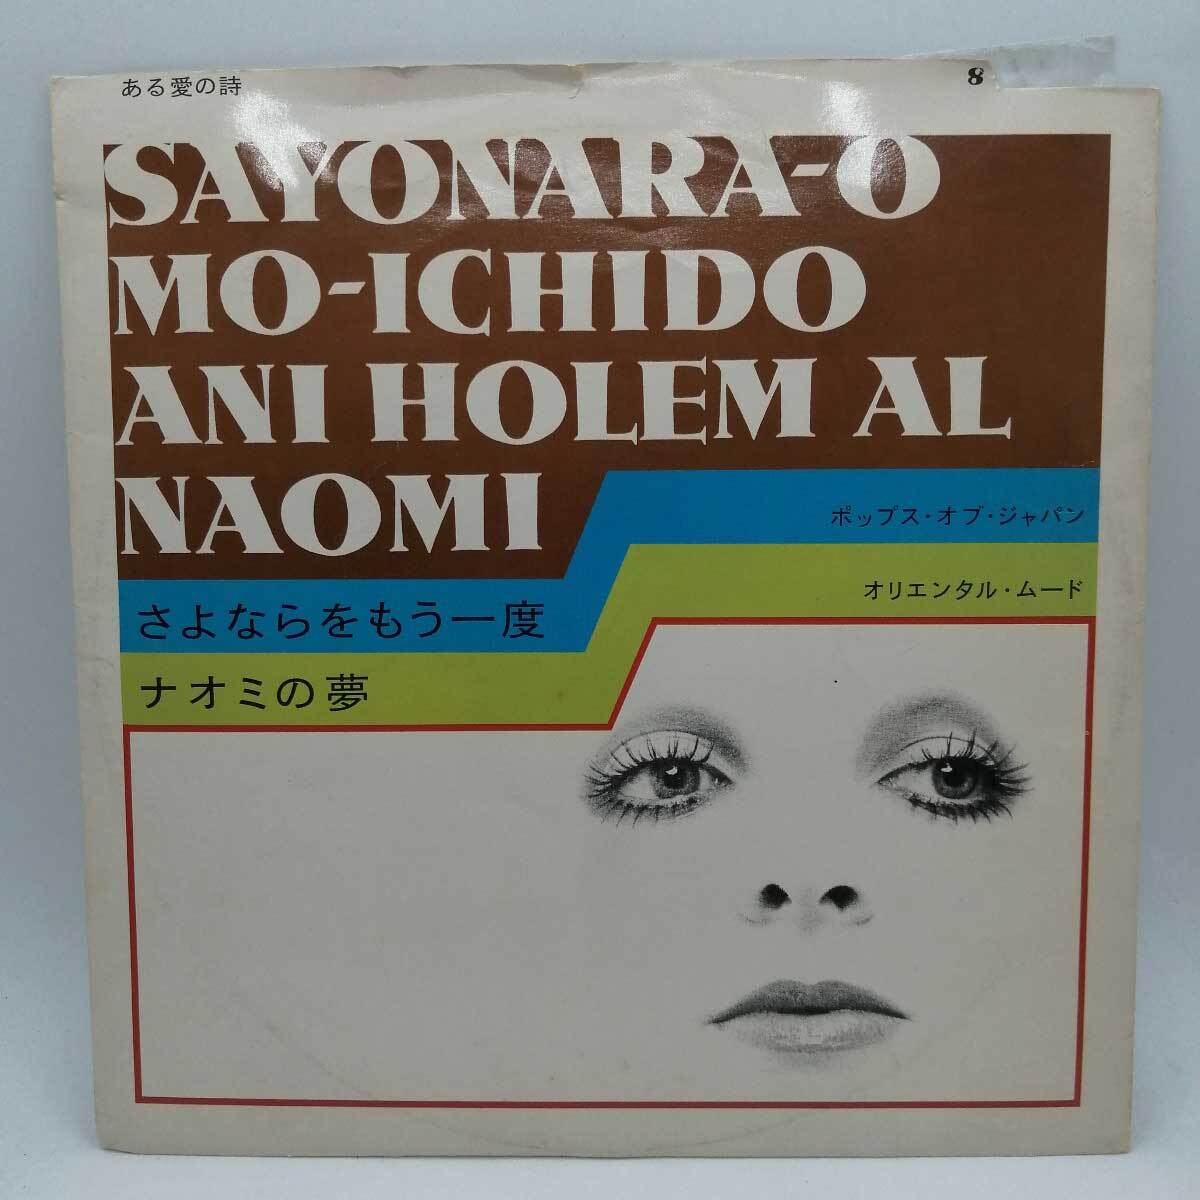 ある愛の詩
8
SAYONARA-O
MO-ICHIDO
ANI HOLEM AL
NAOMI
ポップス・オブ・ジャパン
さよならをもう一度
オリエンタル・ムード
ナオミの夢